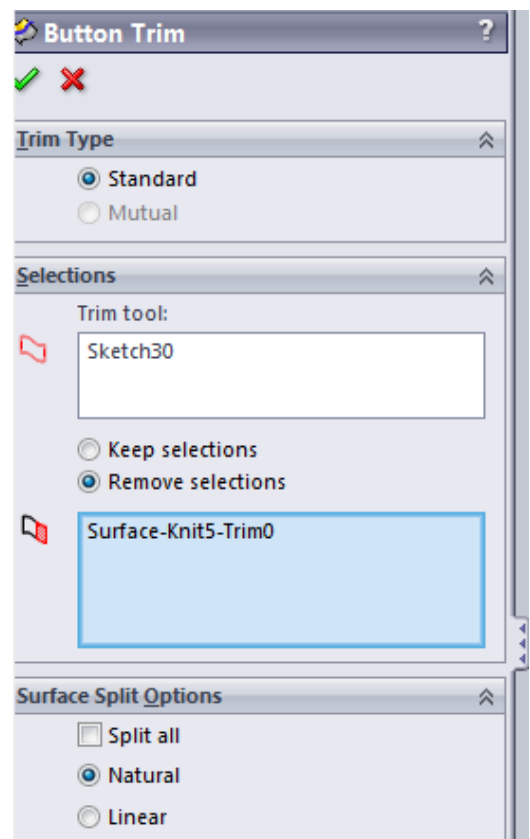 Button Trim ?
Trim Type
Standard
Mutual
Selections
Trim tool:
Sketch30
Keep selections
Remove selections
Surface-Knit5-Trim0
Surface Split Options
Split all
Natural
Linear